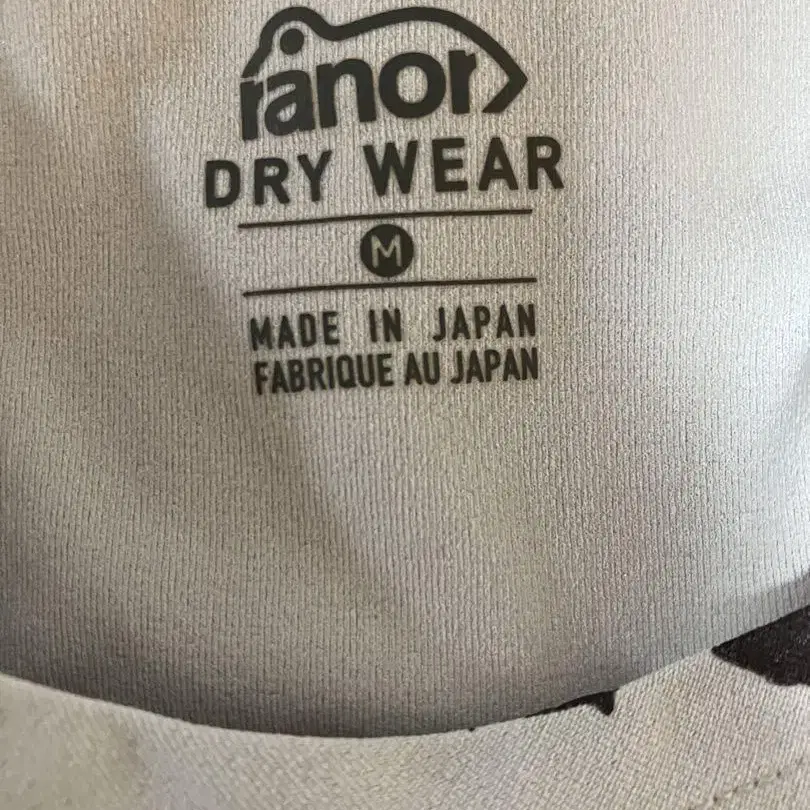 ranor
DRY WEAR
M
MADE IN JAPAN
FABRIQUE AU JAPAN